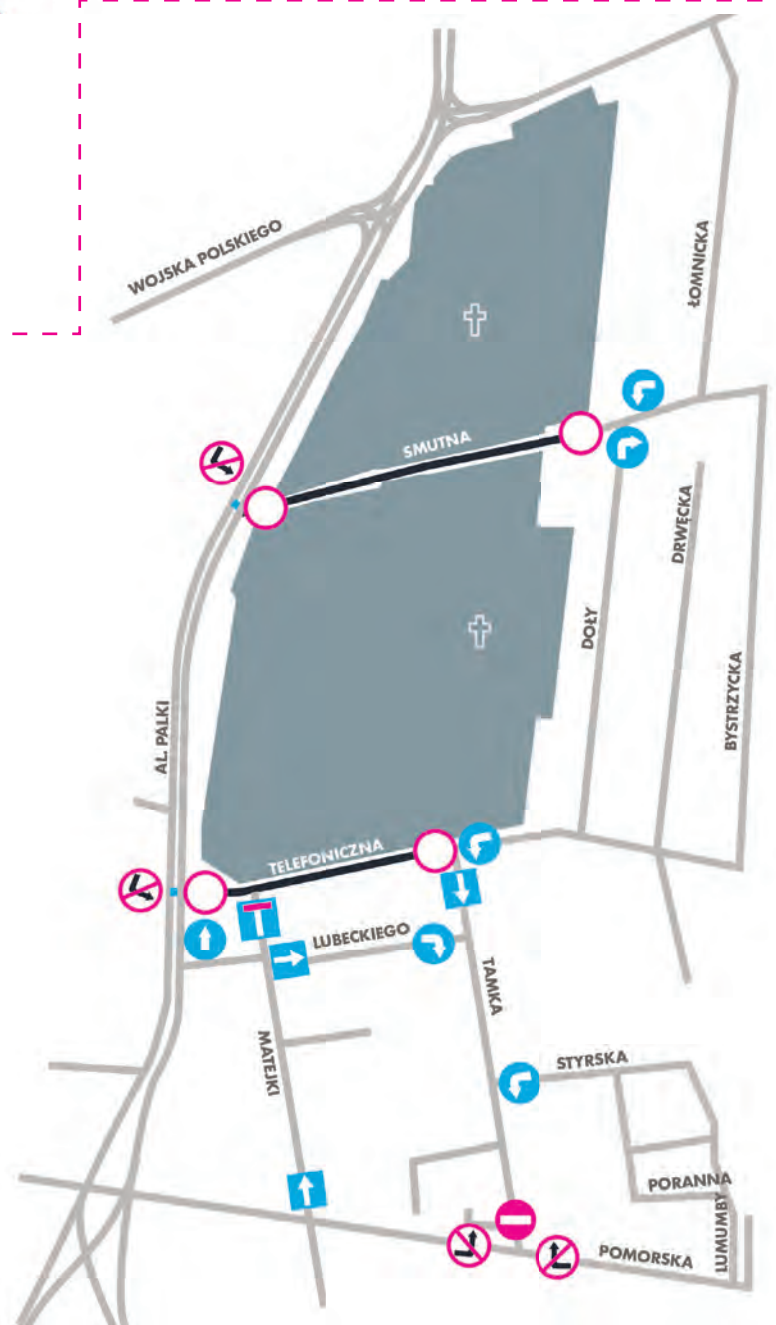 WOJSKA POLSKIEGO
ŁOMNICKA
SMUTNA
DRWĘCKA
DOŁY
BYSTRZYCKA
AL. PALKI
TELEFONICZNA
LUBECKIEGO
TAMKA
MATEJKI
STYRSKA
PORANNA
LUMUMBY
POMORSKA